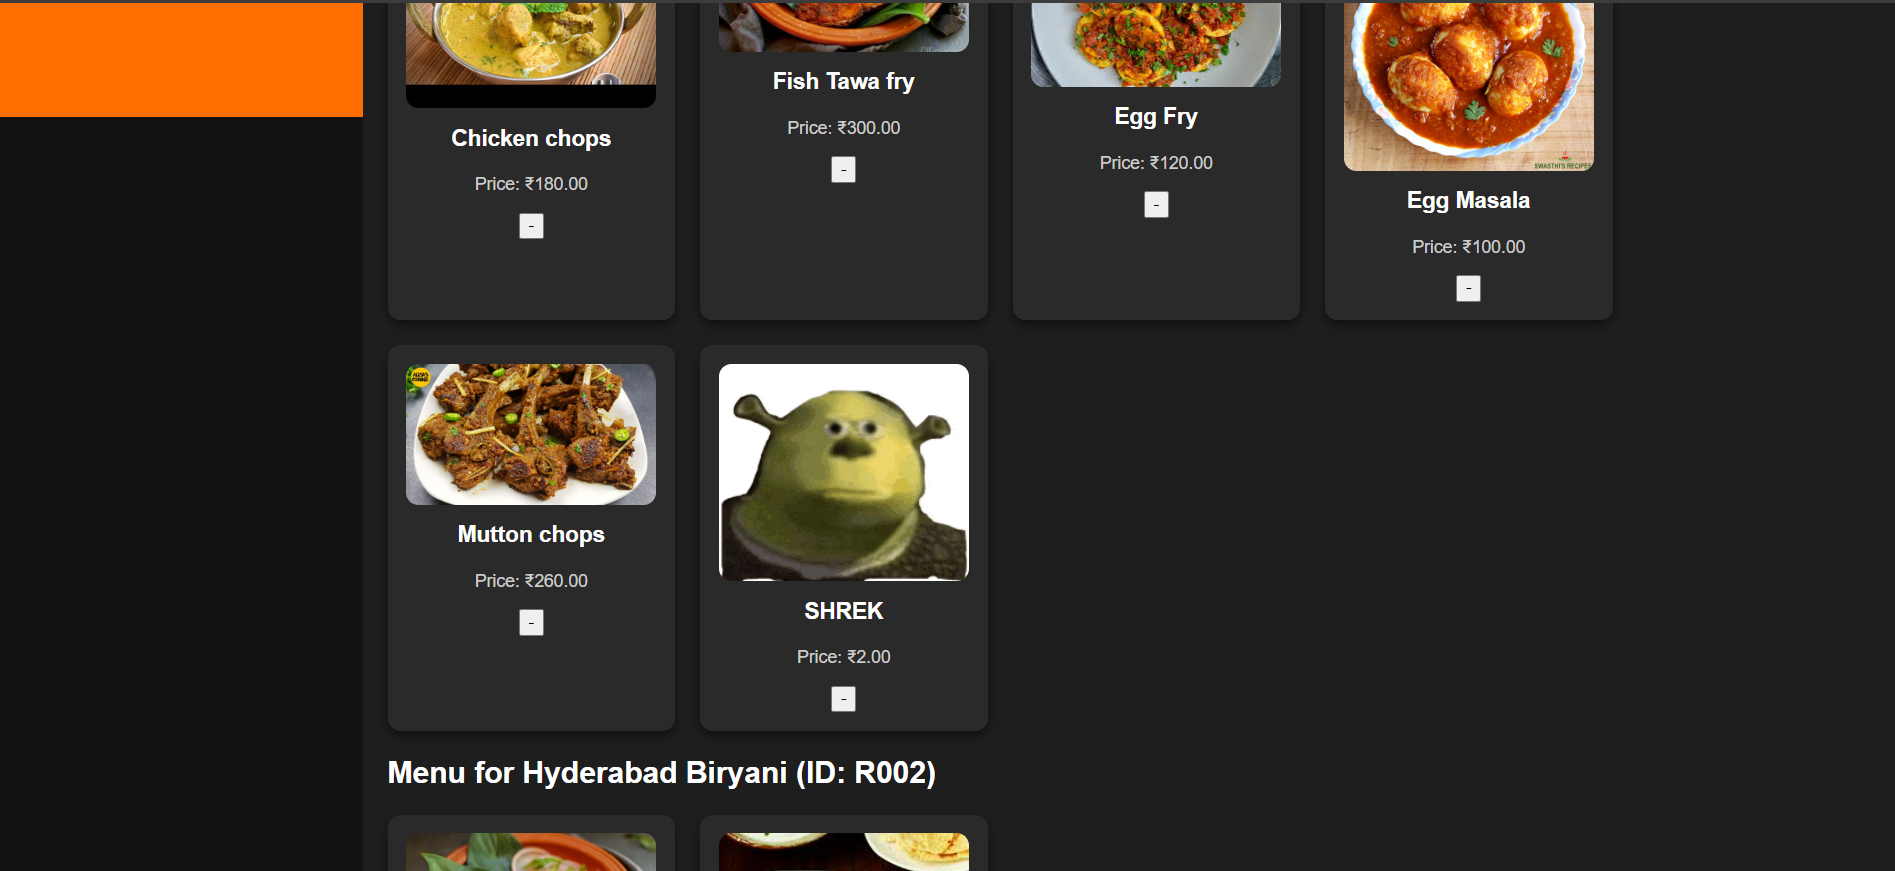 Chicken chops
Price: ₹180.00
-
Fish Tawa fry
Price: ₹300.00
-
Egg Fry
Price: ₹120.00
-
SWASTHI'S RECIPES
Egg Masala
Price: ₹100.00
-
Mutton chops
Price: ₹260.00
-
SHREK
Price: ₹2.00
-
Menu for Hyderabad Biryani (ID: R002)